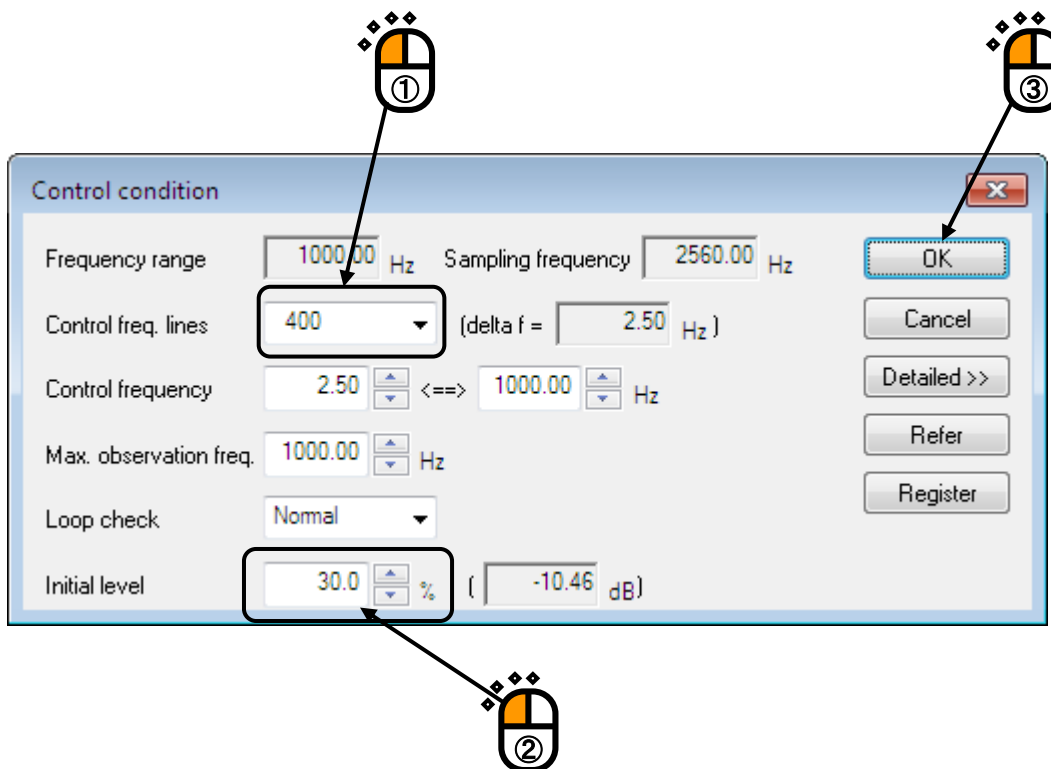 ①
③
Control condition
Frequency range 1000.00 Hz Sampling frequency 2560.00 Hz OK
Control freq. lines 400 (delta f = 2.50 Hz ) Cancel
Control frequency 2.50 <==> 1000.00 Hz Detailed >>
Max. observation freq. 1000.00 Hz Refer
Loop check Normal Register
Initial level 30.0 % ( -10.46 dB)
②